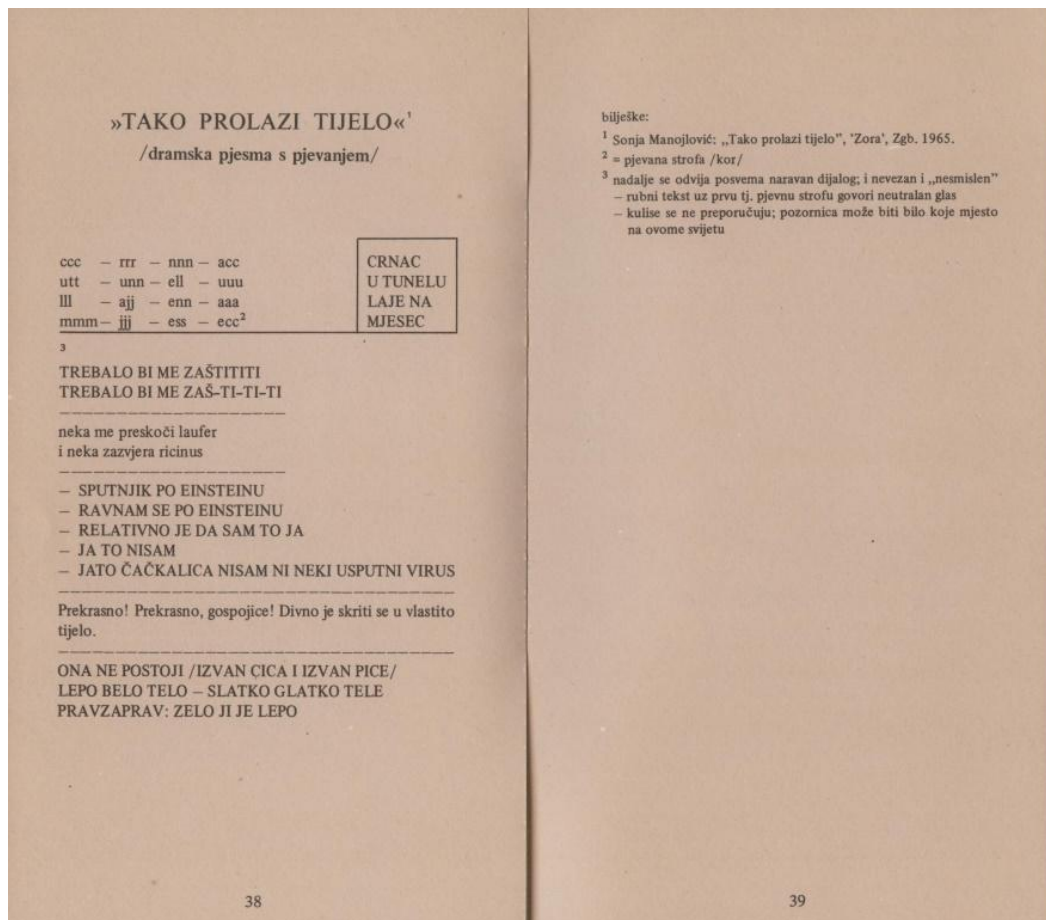 »TAKO PROLAZI TIJELO«¹
/dramska pjesma s pjevanjem/
ccc – rrr – nnn – acc
utt – unn – ell – uuu
lll – ajj – enn – aaa
mmm – jjj – ess – ecc²
CRNAC
U TUNELU
LAJE NA
MJESEC
³
TREBALO BI ME ZAŠTITITI
TREBALO BI ME ZAŠ-TI-TI-TI
neka me preskoči laufer
i neka zazvjera ricinus
– SPUTNJIK PO EINSTEINU
– RAVNAM SE PO EINSTEINU
– RELATIVNO JE DA SAM TO JA
– JA TO NISAM
– JATO ČAČKALICA NISAM NI NEKI USPUTNI VIRUS
Prekrasno! Prekrasno, gospojice! Divno je skriti se u vlastito
tijelo.
ONA NE POSTOJI /IZVAN CICA I IZVAN PICE/
LEPO BELO TELO – SLATKO GLATKO TELE
PRAVZAPRAV: ZELO JI JE LEPO
38
bilješke:
¹ Sonja Manojlović: „Tako prolazi tijelo”, 'Zora', Zgb. 1965.
² = pjevana strofa /kor/
³ nadalje se odvija posvema naravan dijalog; i nevezan i „nesmislen”
– rubni tekst uz prvu tj. pjevnu strofu govori neutralan glas
– kulise se ne preporučuju; pozornica može biti bilo koje mjesto
na ovome svijetu
39